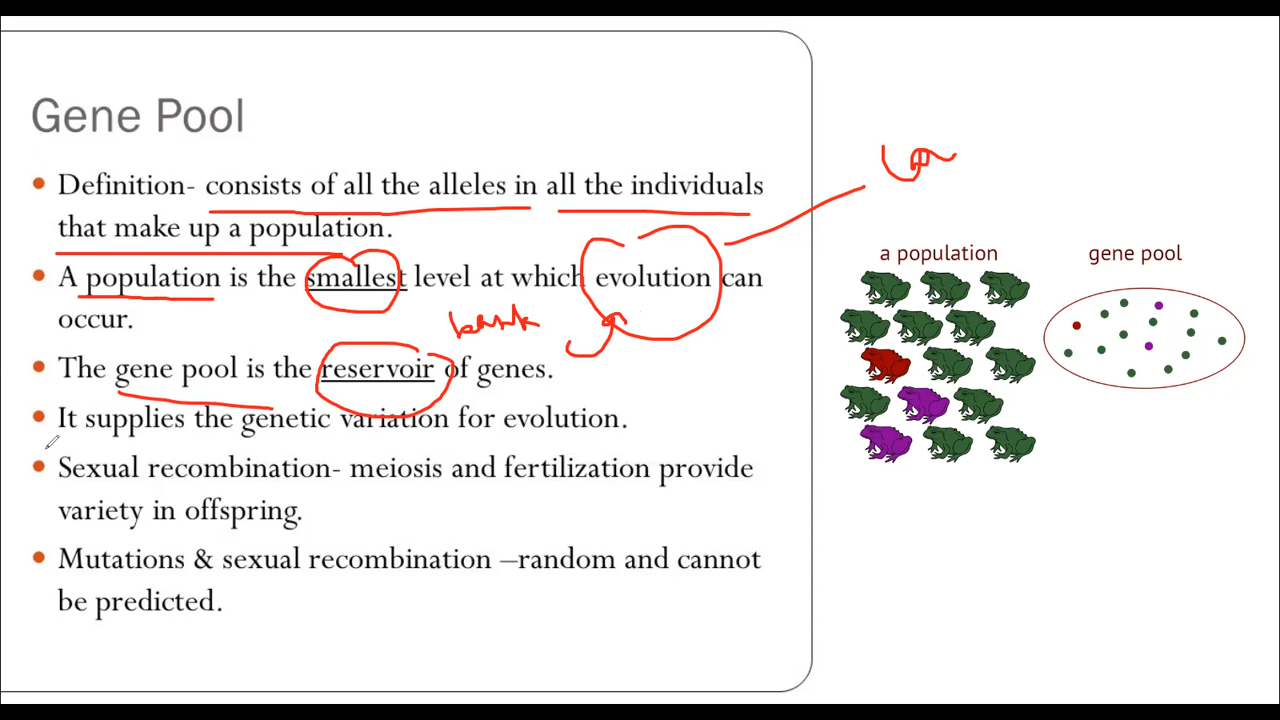 Gene Pool
• Definition- consists of all the alleles in all the individuals
that make up a population.
• A population is the smallest level at which evolution can
occur.
bank
• The gene pool is the reservoir of genes.
• It supplies the genetic variation for evolution.
• Sexual recombination- meiosis and fertilization provide
variety in offspring.
• Mutations & sexual recombination –random and cannot
be predicted.
a population
gene pool